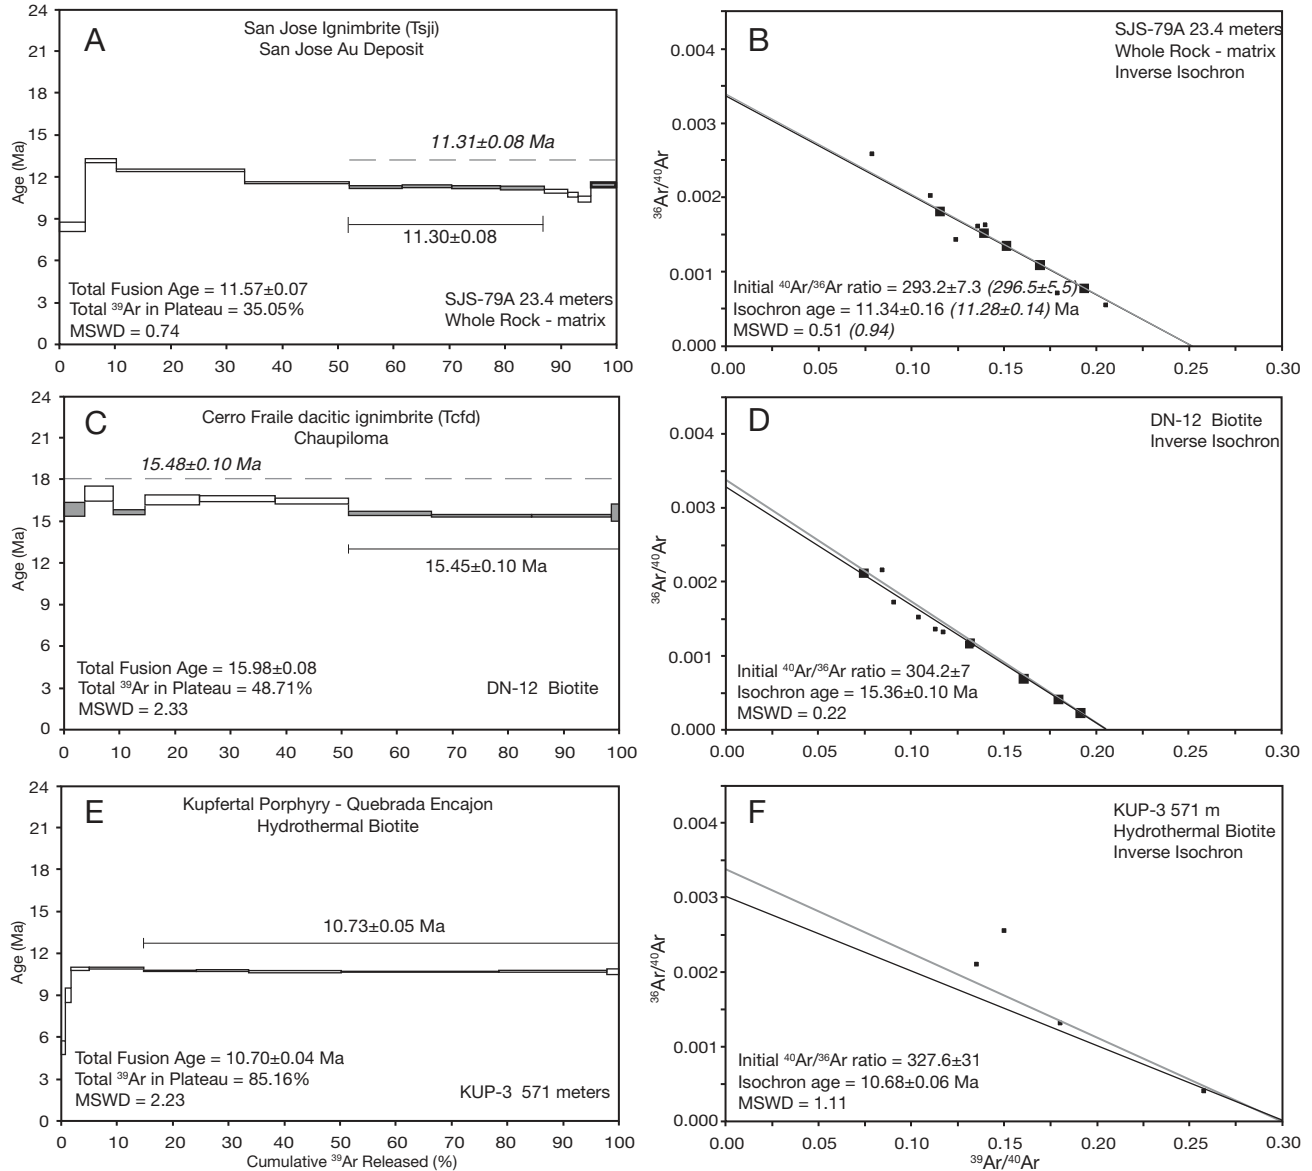 A
San Jose Ignimbrite (Tsji)
San Jose Au Deposit
24
21
18
15
12
9
6
3
0
Age (Ma)
11.31±0.08 Ma
11.30±0.08
Total Fusion Age = 11.57±0.07
Total ³⁹Ar in Plateau = 35.05%
MSWD = 0.74
SJS-79A 23.4 meters
Whole Rock - matrix
0 10 20 30 40 50 60 70 80 90 100
B
SJS-79A 23.4 meters
Whole Rock - matrix
Inverse Isochron
0.004
0.003
0.002
0.001
0.000
³⁶Ar/⁴⁰Ar
Initial ⁴⁰Ar/³⁶Ar ratio = 293.2±7.3 (296.5±5.5)
Isochron age = 11.34±0.16 (11.28±0.14) Ma
MSWD = 0.51 (0.94)
0.00 0.05 0.10 0.15 0.20 0.30
C
Cerro Fraile dacitic ignimbrite (Tcfd)
Chaupiloma
24
21
18
15
12
9
6
3
0
Age (Ma)
15.48±0.10 Ma
15.45±0.10 Ma
Total Fusion Age = 15.98±0.08
Total ³⁹Ar in Plateau = 48.71%
MSWD = 2.33
DN-12 Biotite
0 10 20 30 40 50 60 70 80 90 100
D
DN-12 Biotite
Inverse Isochron
0.004
0.003
0.002
0.001
0.000
³⁶Ar/⁴⁰Ar
Initial ⁴⁰Ar/³⁶Ar ratio = 304.2±7
Isochron age = 15.36±0.10 Ma
MSWD = 0.22
0.00 0.05 0.10 0.15 0.20 0.30
E
Kupfertal Porphyry - Quebrada Encajon
Hydrothermal Biotite
24
21
18
15
12
9
6
3
0
Age (Ma)
10.73±0.05 Ma
Total Fusion Age = 10.70±0.04 Ma
Total ³⁹Ar in Plateau = 85.16%
MSWD = 2.23
KUP-3 571 meters
0 10 20 30 40 50 60 70 80 90 100
Cumulative ³⁹Ar Released (%)
F
KUP-3 571 m
Hydrothermal Biotite
Inverse Isochron
0.004
0.003
0.002
0.001
0.000
³⁶Ar/⁴⁰Ar
Initial ⁴⁰Ar/³⁶Ar ratio = 327.6±31
Isochron age = 10.68±0.06 Ma
MSWD = 1.11
0.00 0.05 0.10 0.15 0.20 0.30
³⁹Ar/⁴⁰Ar